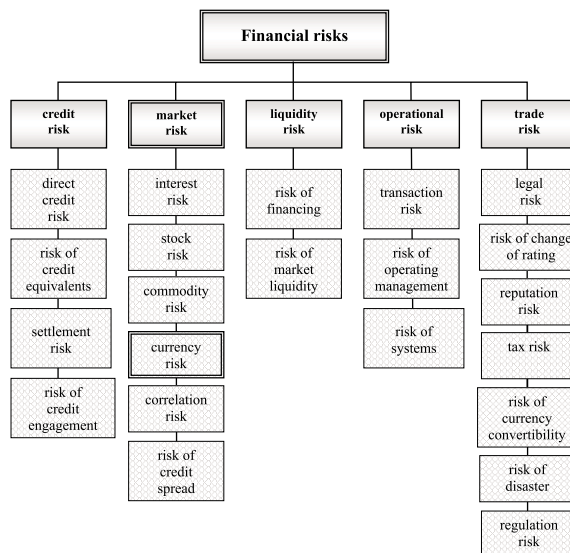 Financial risks
credit
risk
market
risk
liquidity
risk
operational
risk
trade
risk
direct
credit
risk
risk of
credit
equivalents
settlement
risk
risk of
credit
engagement
interest
risk
stock
risk
commodity
risk
currency
risk
correlation
risk
risk of
credit
spread
risk of
financing
risk of
market
liquidity
transaction
risk
risk of
operating
management
risk of
systems
legal
risk
risk of change
of rating
reputation
risk
tax risk
risk of
currency
convertibility
risk of
disaster
regulation
risk